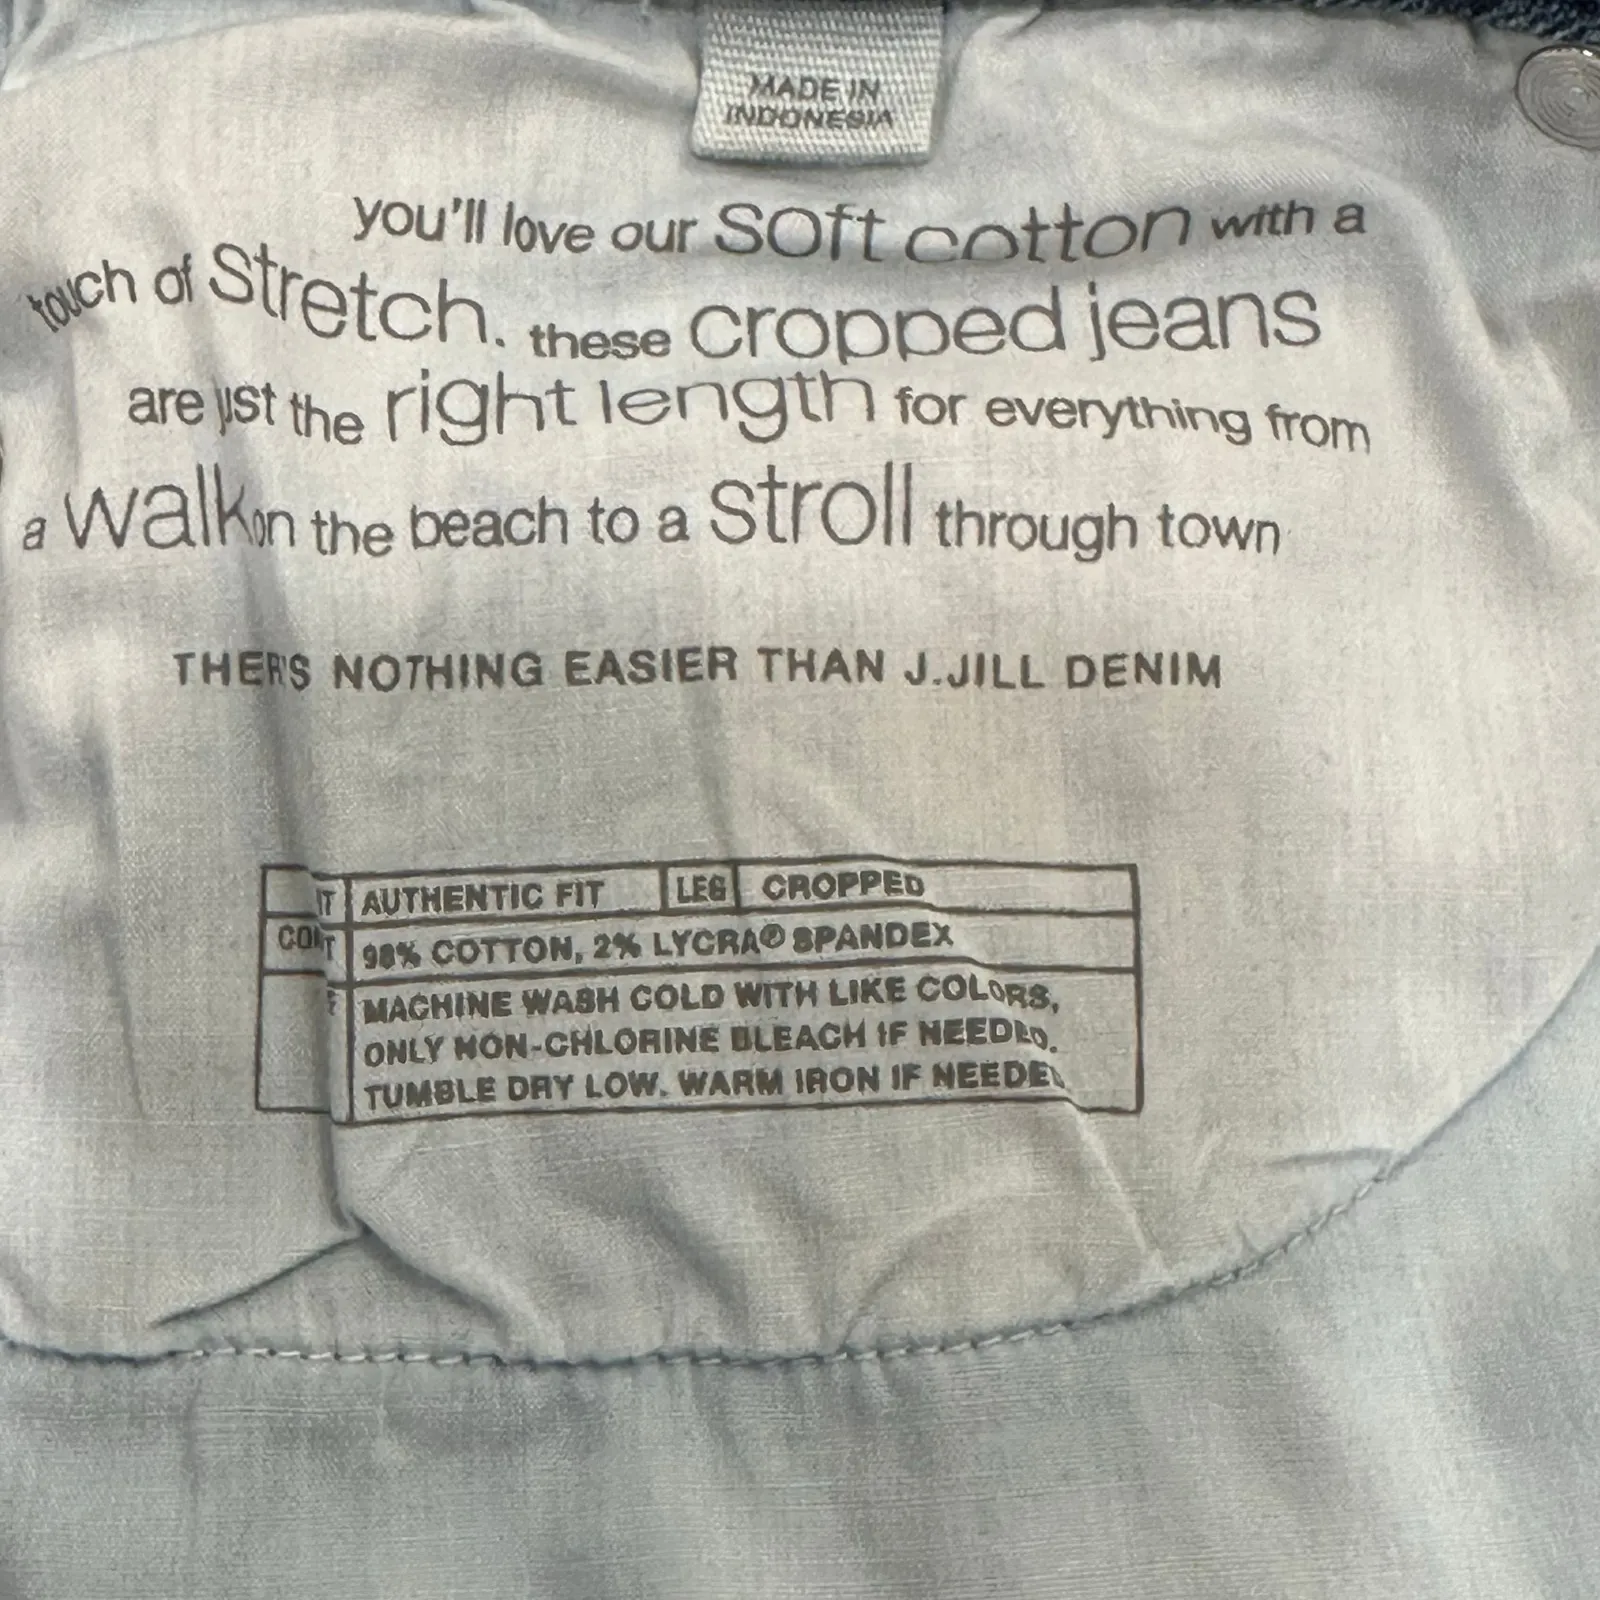 MADE IN
INDONESIA
you'll love our soft cotton with a
touch of stretch. these cropped jeans
are just the right length for everything from
a walk on the beach to a stroll through town
THER'S NOTHING EASIER THAN J.JILL DENIM
IT AUTHENTIC FIT LEG CROPPED
CONT 98% COTTON, 2% LYCRA® SPANDEX
E MACHINE WASH COLD WITH LIKE COLORS,
ONLY NON-CHLORINE BLEACH IF NEEDED.
TUMBLE DRY LOW. WARM IRON IF NEEDED